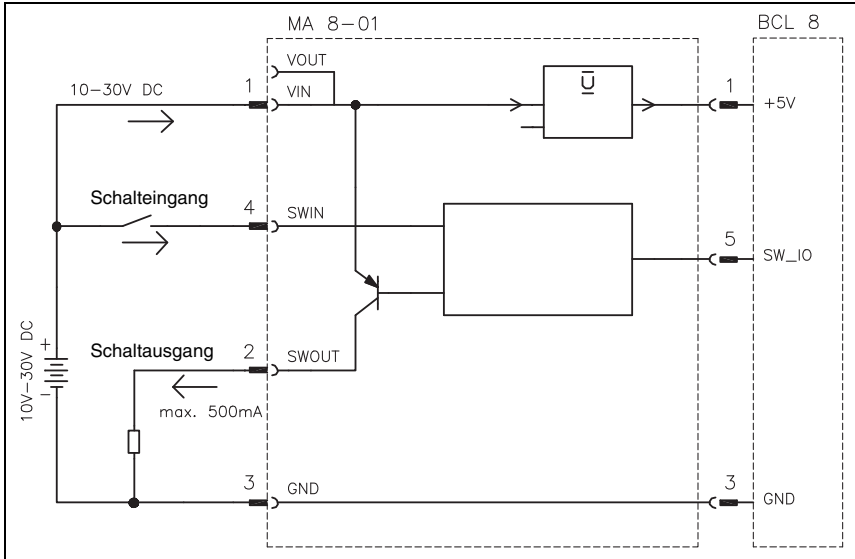 MA 8-01
BCL 8
VOUT
10-30V DC
1
VIN
U
1
+5V
Schalteingang
4
SWIN
5
SW_IO
10V-30V DC
+
-
Schaltausgang
2
SWOUT
max. 500mA
3
GND
3
GND